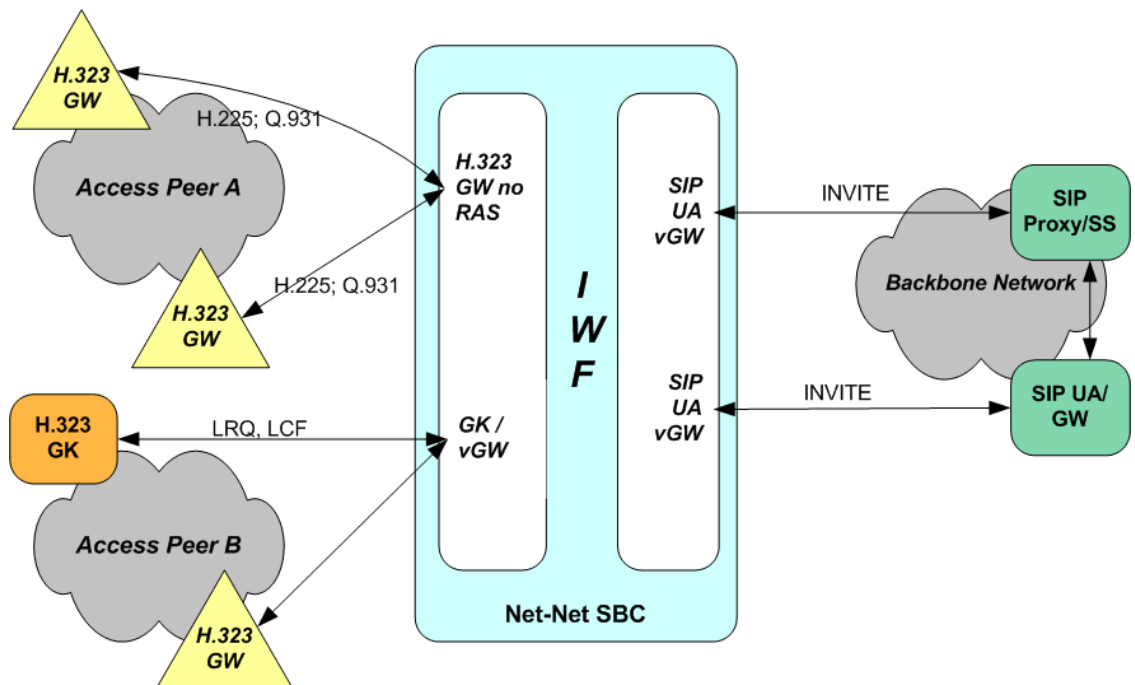 H.323
GW
H.225; Q.931
Access Peer A
H.225; Q.931
H.323
GW
H.323
GK
LRQ, LCF
Access Peer B
H.323
GW
H.323
GW no
RAS
GK /
vGW
I
W
F
SIP
UA
vGW
SIP
UA
vGW
Net-Net SBC
INVITE
INVITE
SIP
Proxy/SS
Backbone Network
SIP UA/
GW